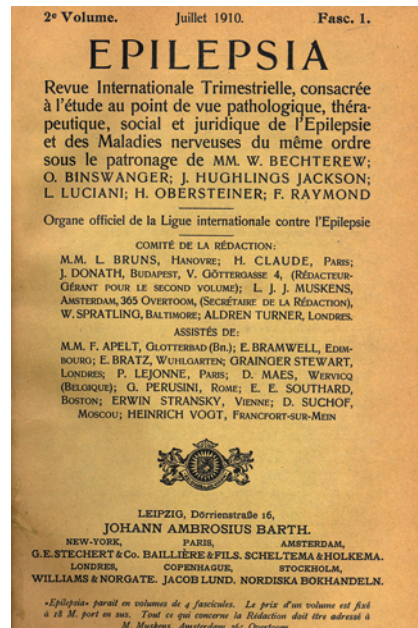 2e Volume. Juillet 1910. Fasc. 1.
EPILEPSIA
Revue Internationale Trimestrielle, consacrée
à l'étude au point de vue pathologique, théra-
peutique, social et juridique de l'Epilepsie
et des Maladies nerveuses du même ordre
sous le patronage de MM. W. BECHTEREW;
O. BINSWANGER; J. HUGHLINGS JACKSON;
L. LUCIANI; H. OBERSTEINER; F. RAYMOND
Organe officiel de la Ligue internationale contre l'Epilepsie
COMITÉ DE LA RÉDACTION:
M.M. L. BRUNS, HANOVRE; H. CLAUDE, PARIS;
J. DONATH, BUDAPEST, V. GÖTTERGASSE 4, (RÉDACTEUR-
GÉRANT POUR LE SECOND VOLUME); L. J. J. MUSKENS,
AMSTERDAM, 365 OVERTOOM, (SECRÉTAIRE DE LA RÉDACTION),
W. SPRATLING, BALTIMORE; ALDREN TURNER, LONDRES.
ASSISTÉS DE:
M.M. F. APELT, GLOTTERBAD (BN.); E. BRAMWELL, EDIM-
BOURG; E. BRATZ, WUHLGARTEN; GRAINGER STEWART,
LONDRES; P. LEJONNE, PARIS; D. MAES, WERVICQ
(BELGIQUE); G. PERUSINI, ROME; E. E. SOUTHARD,
BOSTON; ERWIN STRANSKY, VIENNE; D. SUCHOF,
MOSCOU; HEINRICH VOGT, FRANCFORT-SUR-MEIN
LEIPZIG, Dörrienstraße 16,
JOHANN AMBROSIUS BARTH.
NEW-YORK, PARIS, AMSTERDAM,
G. E. STECHERT & Co. BAILLIÈRE & FILS. SCHELTEMA & HOLKEMA.
LONDRES, COPENHAGUE, STOCKHOLM,
WILLIAMS & NORGATE. JACOB LUND. NORDISKA BOKHANDELN.
»Epilepsia« parait en volumes de 4 fascicules. Le prix d'un volume est fixé
à 18 M. port en sus. Tout ce qui concerne la Rédaction doit être adressé à
M. Muskens, Amsterdam 365 Overtoom.